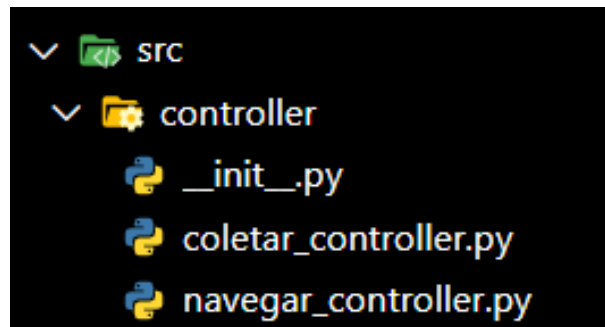 src
controller
__init__.py
coletar_controller.py
navegar_controller.py